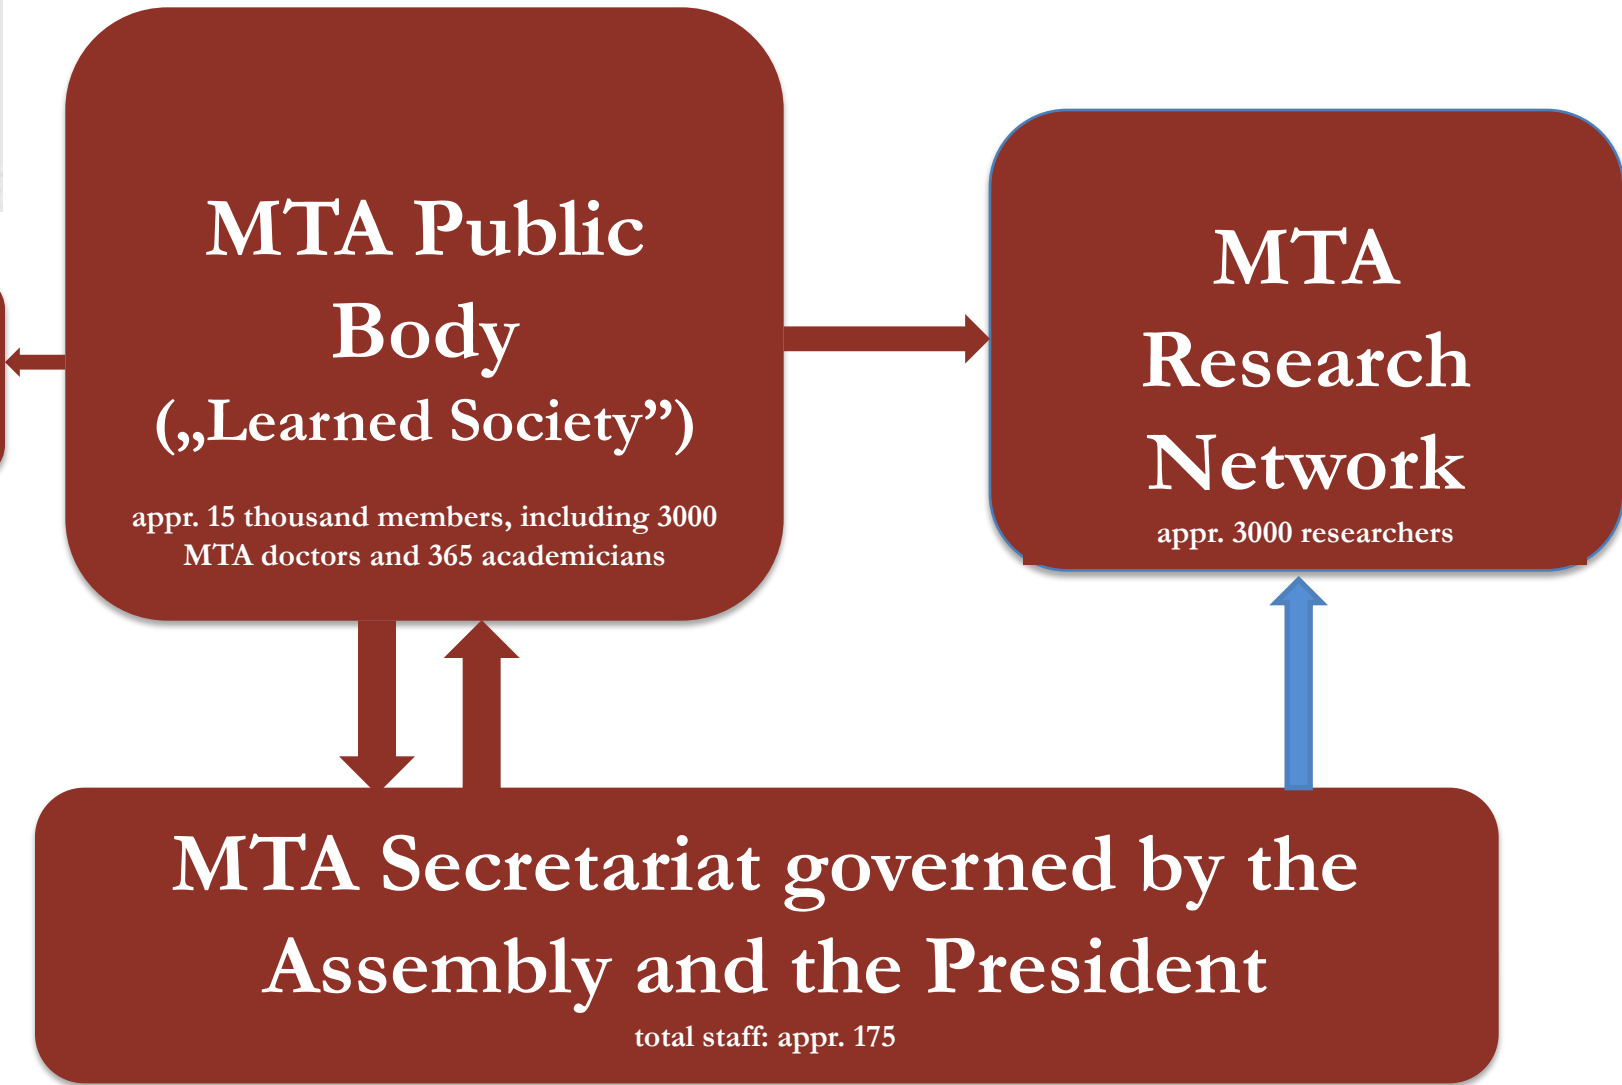 MTA Public
Body
(„Learned Society”)
appr. 15 thousand members, including 3000
MTA doctors and 365 academicians
MTA
Research
Network
appr. 3000 researchers
MTA Secretariat governed by the
Assembly and the President
total staff: appr. 175